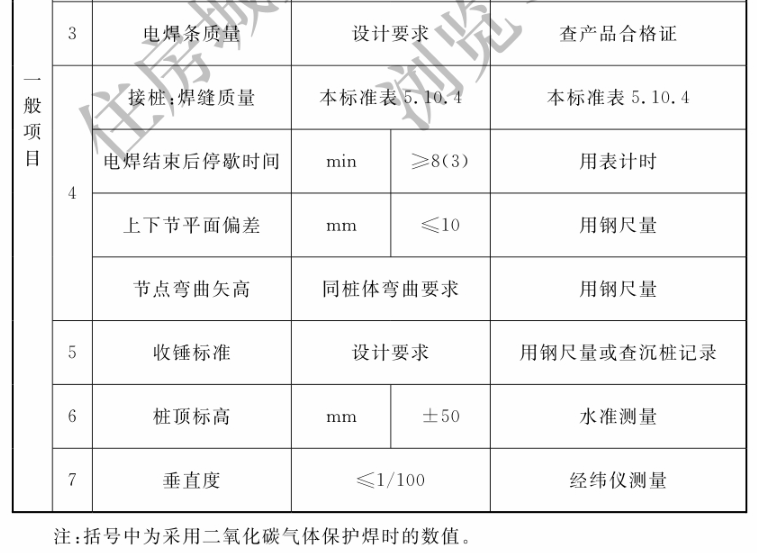 住房城
浏览
3 电焊条质量 设计要求 查产品合格证
一般项目
接桩:焊缝质量 本标准表 5.10.4 本标准表 5.10.4
4
电焊结束后停歇时间 min ≥8(3) 用表计时
上下节平面偏差 mm ≤10 用钢尺量
节点弯曲矢高 同桩体弯曲要求 用钢尺量
5 收锤标准 设计要求 用钢尺量或查沉桩记录
6 桩顶标高 mm ±50 水准测量
7 垂直度 ≤1/100 经纬仪测量
注:括号中为采用二氧化碳气体保护焊时的数值。